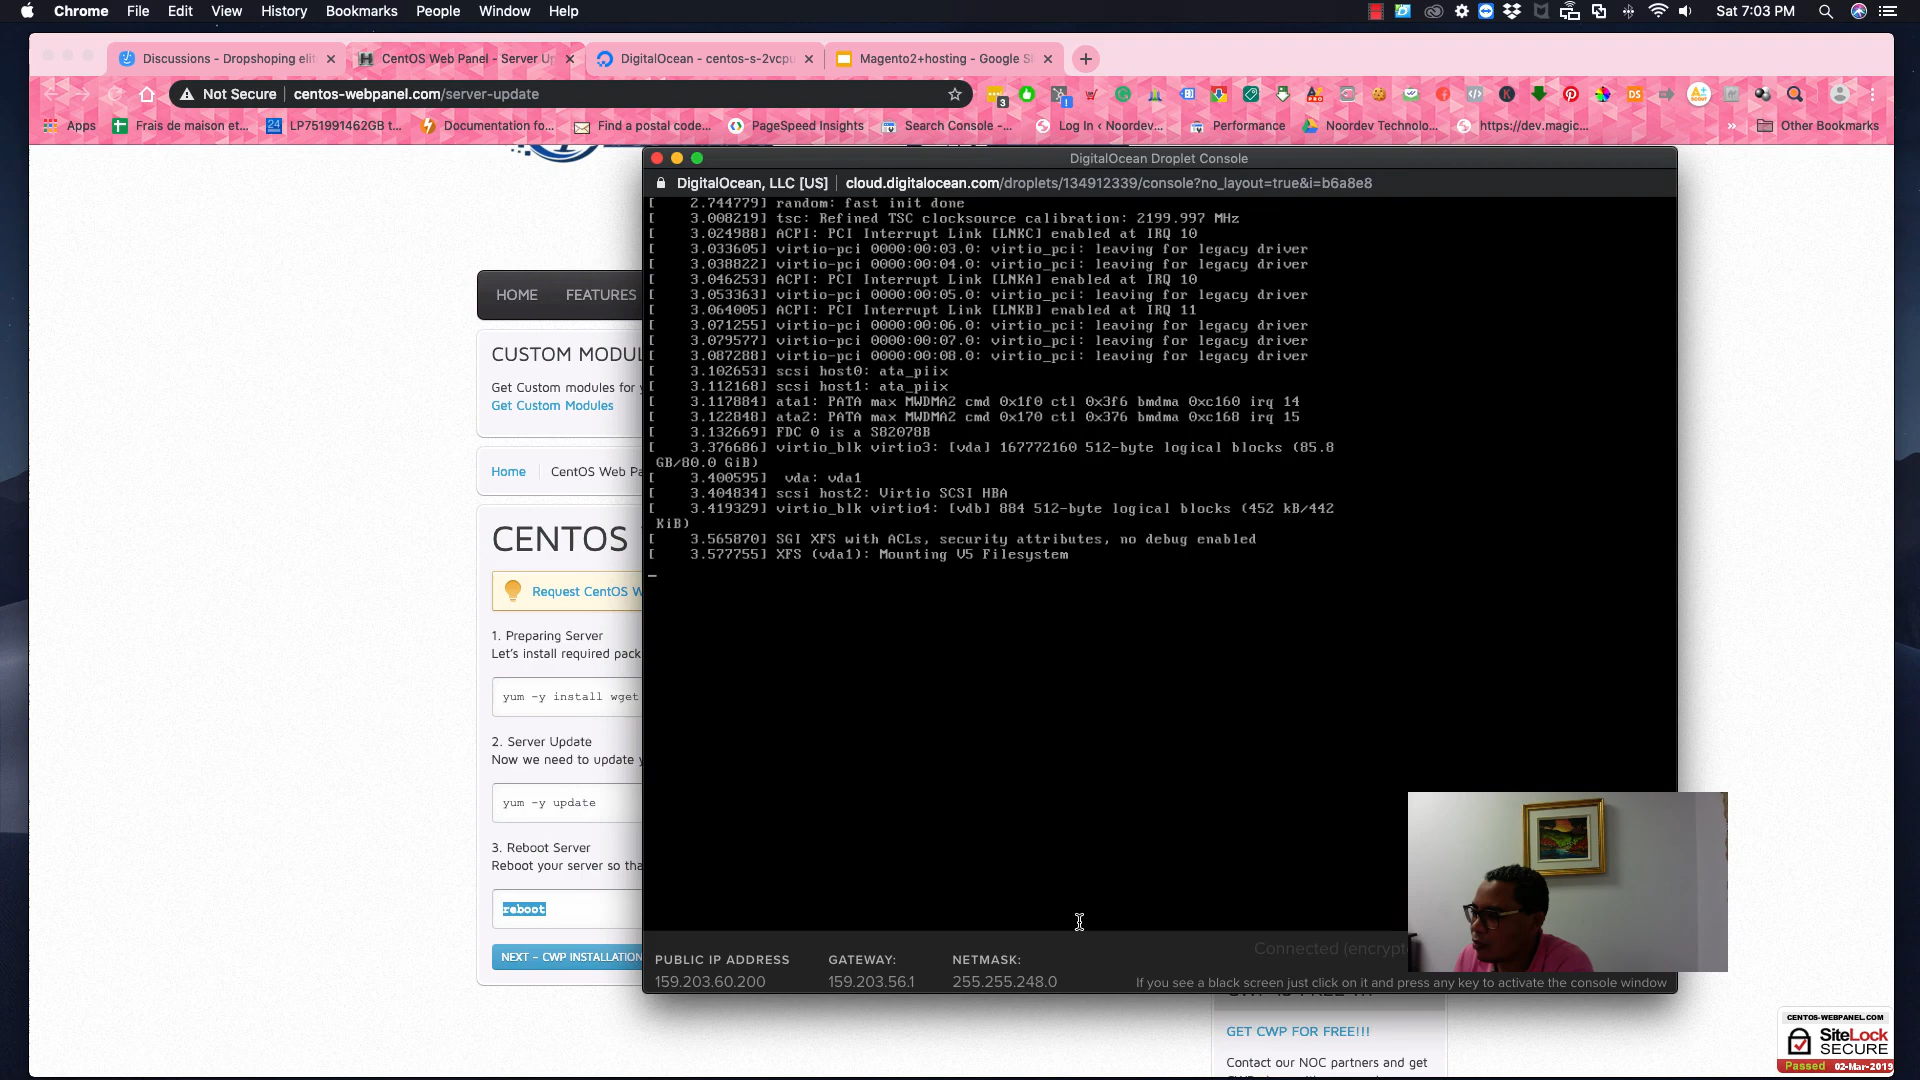 Chrome File Edit View History Bookmarks People Window Help
Sat 7:03 PM
Discussions - Dropshoping elit
CentOS Web Panel - Server Up
DigitalOcean - centos-s-2vcpu
Magento2+hosting - Google Sl
Not Secure centos-webpanel.com/server-update
Apps
Frais de maison et...
LP751991462GB t...
Documentation fo...
Find a postal code...
PageSpeed Insights
Search Console -...
Log In ‹ Noordev...
Performance
Noordev Technolo...
https://dev.magic...
»
Other Bookmarks
DigitalOcean Droplet Console
DigitalOcean, LLC [US] cloud.digitalocean.com/droplets/134912339/console?no_layout=true&i=b6a8e8
[ 2.744779] random: fast init done
[ 3.008219] tsc: Refined TSC clocksource calibration: 2199.997 MHz
[ 3.024988] ACPI: PCI Interrupt Link [LNKC] enabled at IRQ 10
[ 3.033605] virtio-pci 0000:00:03.0: virtio_pci: leaving for legacy driver
[ 3.038822] virtio-pci 0000:00:04.0: virtio_pci: leaving for legacy driver
[ 3.046253] ACPI: PCI Interrupt Link [LNKA] enabled at IRQ 10
[ 3.053363] virtio-pci 0000:00:05.0: virtio_pci: leaving for legacy driver
[ 3.064005] ACPI: PCI Interrupt Link [LNKB] enabled at IRQ 11
[ 3.071255] virtio-pci 0000:00:06.0: virtio_pci: leaving for legacy driver
[ 3.079577] virtio-pci 0000:00:07.0: virtio_pci: leaving for legacy driver
[ 3.087288] virtio-pci 0000:00:08.0: virtio_pci: leaving for legacy driver
[ 3.102653] scsi host0: ata_piix
[ 3.112168] scsi host1: ata_piix
[ 3.117884] ata1: PATA max MWDMA2 cmd 0x1f0 ctl 0x3f6 bmdma 0xc160 irq 14
[ 3.122848] ata2: PATA max MWDMA2 cmd 0x170 ctl 0x376 bmdma 0xc168 irq 15
[ 3.132669] FDC 0 is a S82078B
[ 3.376686] virtio_blk virtio3: [vda] 167772160 512-byte logical blocks (85.8
GB/80.0 GiB)
[ 3.400595] vda: vda1
[ 3.404834] scsi host2: Virtio SCSI HBA
[ 3.419329] virtio_blk virtio4: [vdb] 884 512-byte logical blocks (452 kB/442
KiB)
[ 3.565870] SGI XFS with ACLs, security attributes, no debug enabled
[ 3.577755] XFS (vda1): Mounting V5 Filesystem
_
PUBLIC IP ADDRESS GATEWAY: NETMASK:
159.203.60.200 159.203.56.1 255.255.248.0
Connected (encrypt
If you see a black screen just click on it and press any key to activate the console window
HOME FEATURES
CUSTOM MODUL
Get Custom modules for y
Get Custom Modules
Home CentOS Web Pa
CENTOS
Request CentOS W
1. Preparing Server
Let's install required pack
yum -y install wget
2. Server Update
Now we need to update y
yum -y update
3. Reboot Server
Reboot your server so tha
reboot
NEXT – CWP INSTALLATION
GET CWP FOR FREE!!!
Contact our NOC partners and get
CENTOS-WEBPANEL.COM
SiteLock
SECURE
Passed 02-Mar-2019